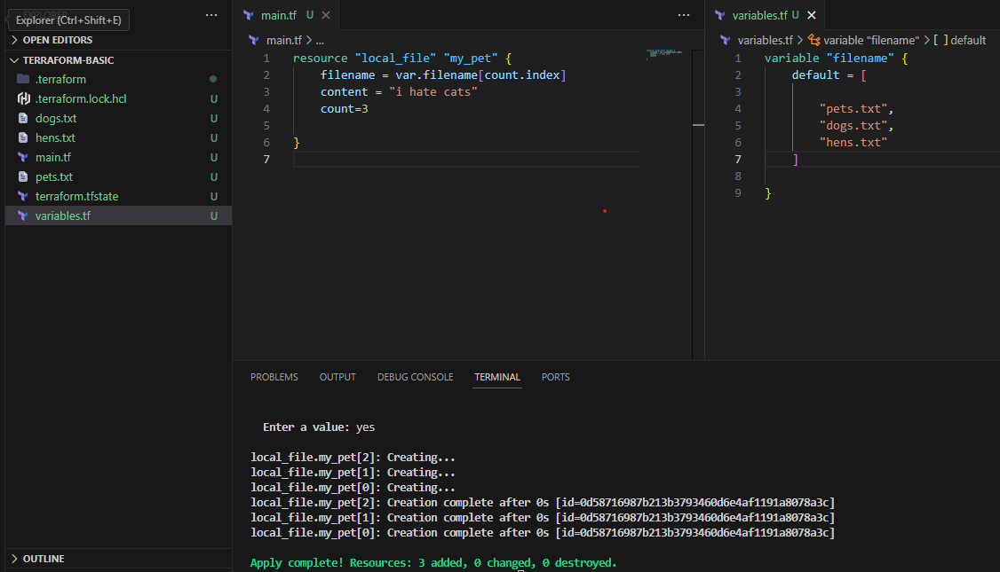 EXPLORER
Explorer (Ctrl+Shift+E)
OPEN EDITORS
TERRAFORM-BASIC
.terraform
.terraform.lock.hcl U
dogs.txt U
hens.txt U
main.tf U
pets.txt U
terraform.tfstate U
variables.tf U
OUTLINE
main.tf U
main.tf > ...
1 resource "local_file" "my_pet" {
2 filename = var.filename[count.index]
3 content = "i hate cats"
4 count=3
5
6 }
7
variables.tf U
variables.tf > variable "filename" > [ ] default
1 variable "filename" {
2 default = [
3
4 "pets.txt",
5 "dogs.txt",
6 "hens.txt"
7 ]
8
9 }
PROBLEMS OUTPUT DEBUG CONSOLE TERMINAL PORTS
Enter a value: yes
local_file.my_pet[2]: Creating...
local_file.my_pet[1]: Creating...
local_file.my_pet[0]: Creating...
local_file.my_pet[2]: Creation complete after 0s [id=0d58716987b213b3793460d6e4af1191a8078a3c]
local_file.my_pet[1]: Creation complete after 0s [id=0d58716987b213b3793460d6e4af1191a8078a3c]
local_file.my_pet[0]: Creation complete after 0s [id=0d58716987b213b3793460d6e4af1191a8078a3c]
Apply complete! Resources: 3 added, 0 changed, 0 destroyed.